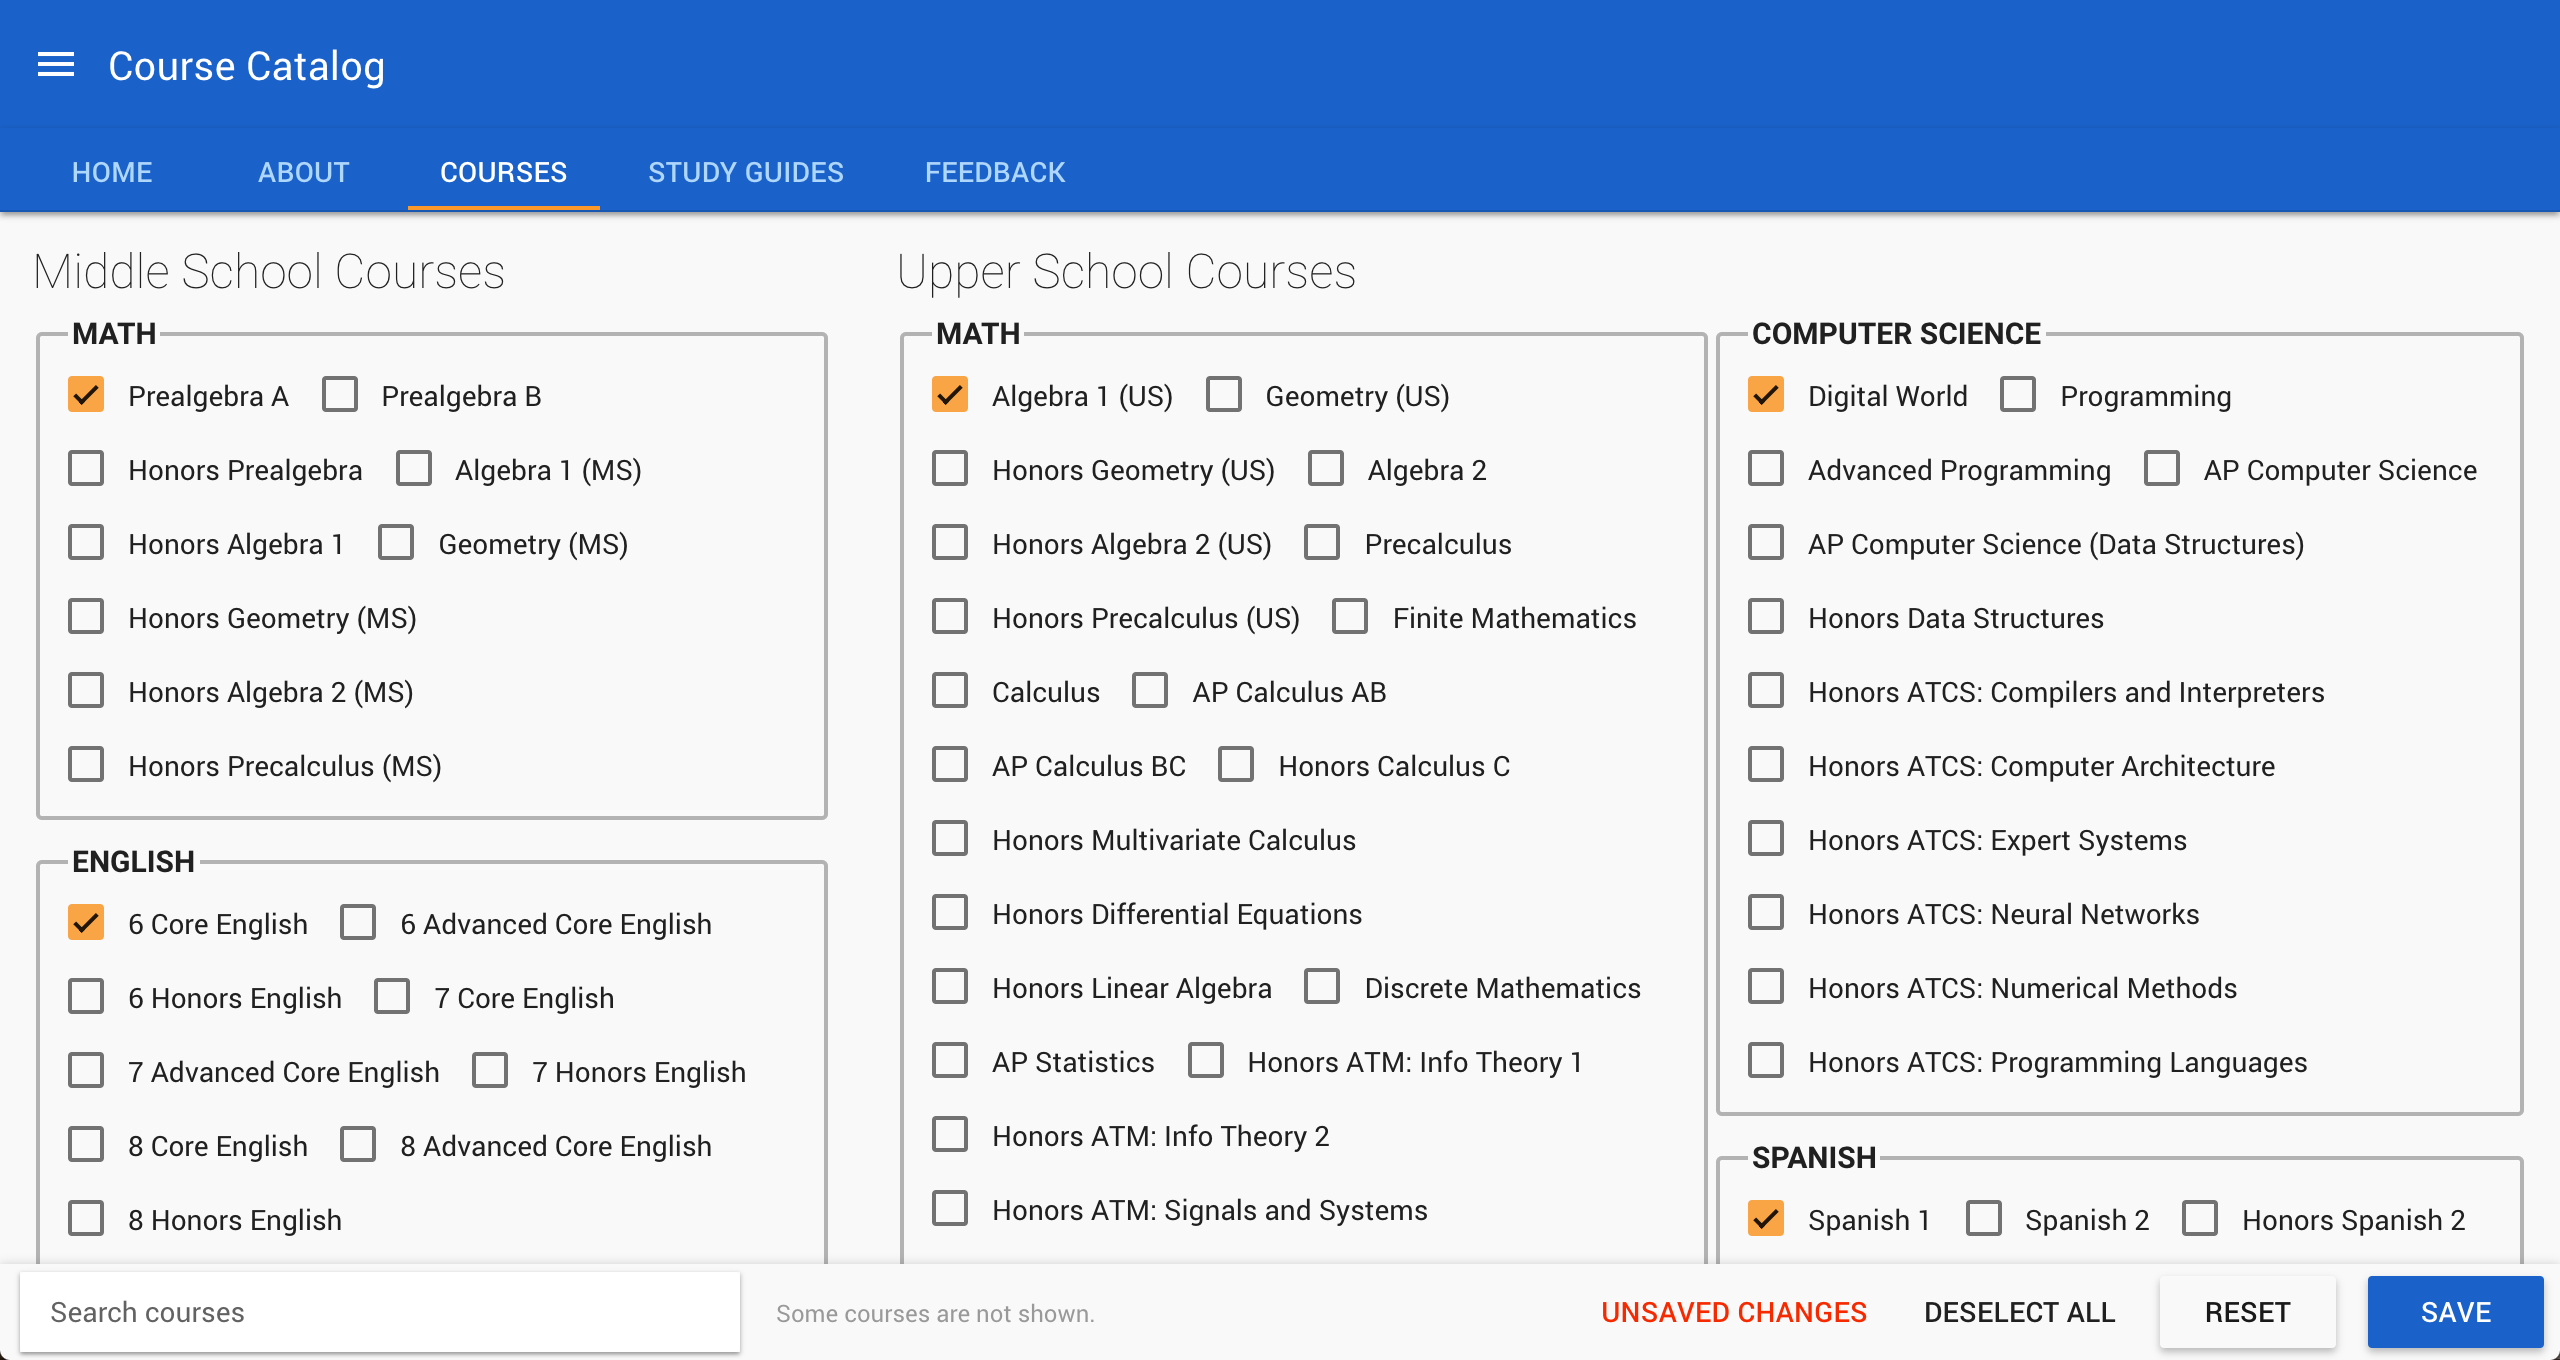 Course Catalog
HOME ABOUT COURSES STUDY GUIDES FEEDBACK
Middle School Courses
MATH
Prealgebra A Prealgebra B
Honors Prealgebra Algebra 1 (MS)
Honors Algebra 1 Geometry (MS)
Honors Geometry (MS)
Honors Algebra 2 (MS)
Honors Precalculus (MS)
ENGLISH
6 Core English 6 Advanced Core English
6 Honors English 7 Core English
7 Advanced Core English 7 Honors English
8 Core English 8 Advanced Core English
8 Honors English
Upper School Courses
MATH
Algebra 1 (US) Geometry (US)
Honors Geometry (US) Algebra 2
Honors Algebra 2 (US) Precalculus
Honors Precalculus (US) Finite Mathematics
Calculus AP Calculus AB
AP Calculus BC Honors Calculus C
Honors Multivariate Calculus
Honors Differential Equations
Honors Linear Algebra Discrete Mathematics
AP Statistics Honors ATM: Info Theory 1
Honors ATM: Info Theory 2
Honors ATM: Signals and Systems
COMPUTER SCIENCE
Digital World Programming
Advanced Programming AP Computer Science
AP Computer Science (Data Structures)
Honors Data Structures
Honors ATCS: Compilers and Interpreters
Honors ATCS: Computer Architecture
Honors ATCS: Expert Systems
Honors ATCS: Neural Networks
Honors ATCS: Numerical Methods
Honors ATCS: Programming Languages
SPANISH
Spanish 1 Spanish 2 Honors Spanish 2
Search courses Some courses are not shown. UNSAVED CHANGES DESELECT ALL RESET SAVE